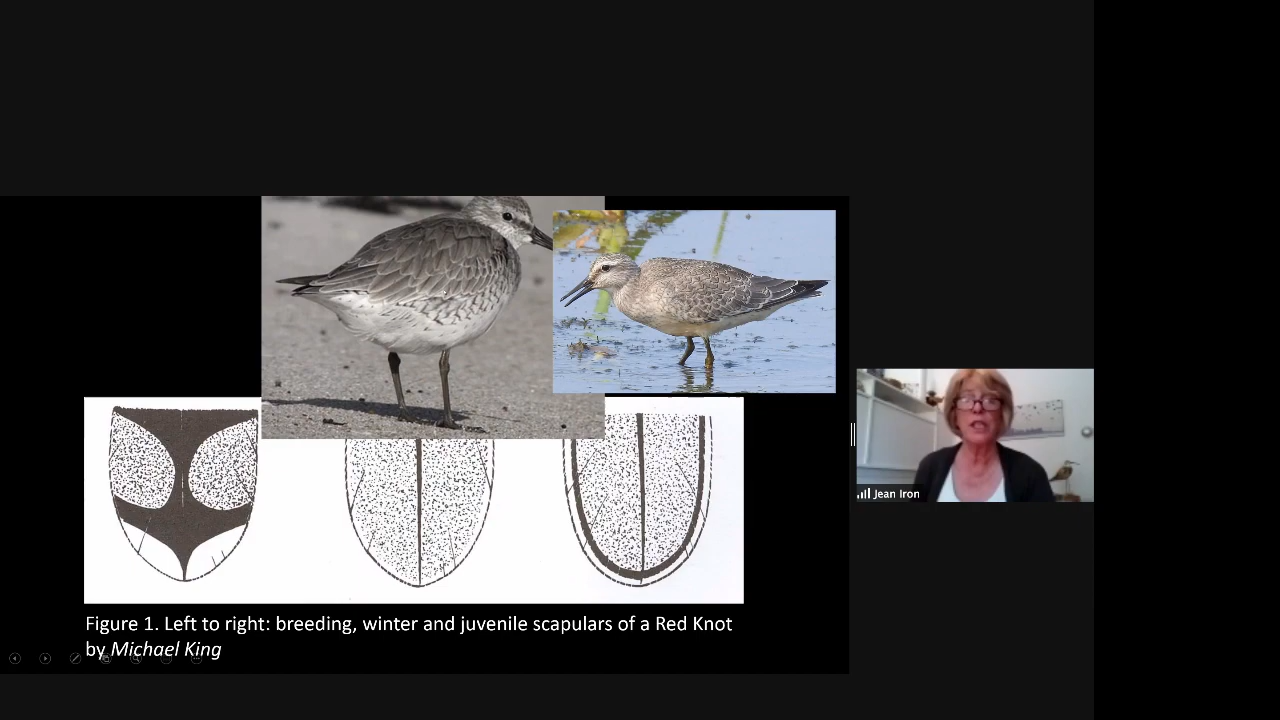 Jean Iron
Figure 1. Left to right: breeding, winter and juvenile scapulars of a Red Knot
by Michael King